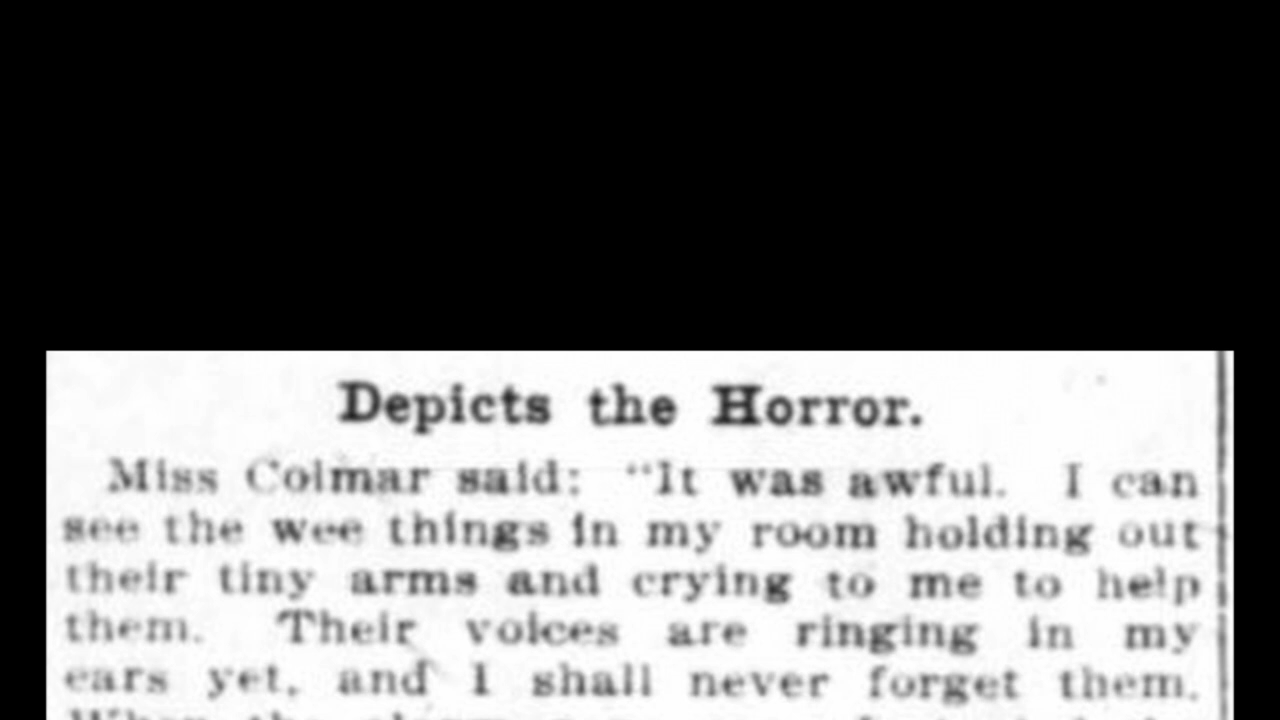 Depicts the Horror.
Miss Colmar said: "It was awful. I can
see the wee things in my room holding out
their tiny arms and crying to me to help
them. Their voices are ringing in my
ears yet, and I shall never forget them.
When the